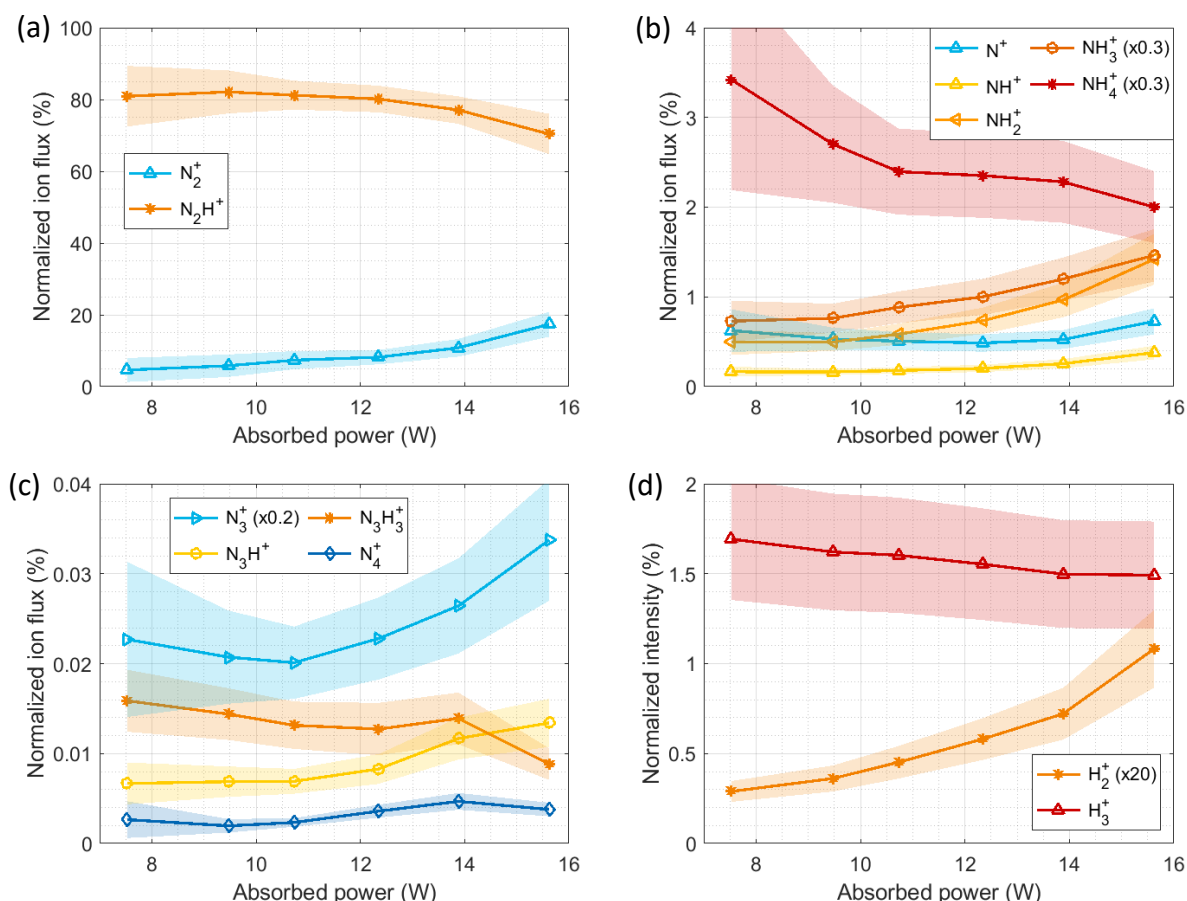 (a)
100
80
60
40
20
0
Normalized ion flux (%)
N₂⁺
N₂H⁺
8 10 12 14 16
Absorbed power (W)
(b)
4
3
2
1
0
Normalized ion flux (%)
N⁺ NH₃⁺ (x0.3)
NH⁺ NH₄⁺ (x0.3)
NH₂⁺
8 10 12 14 16
Absorbed power (W)
(c)
0.04
0.03
0.02
0.01
0
Normalized ion flux (%)
N₃⁺ (x0.2) N₃H₃⁺
N₃H⁺ N₄⁺
8 10 12 14 16
Absorbed power (W)
(d)
2
1.5
1
0.5
0
Normalized intensity (%)
H₂⁺ (x20)
H₃⁺
8 10 12 14 16
Absorbed power (W)